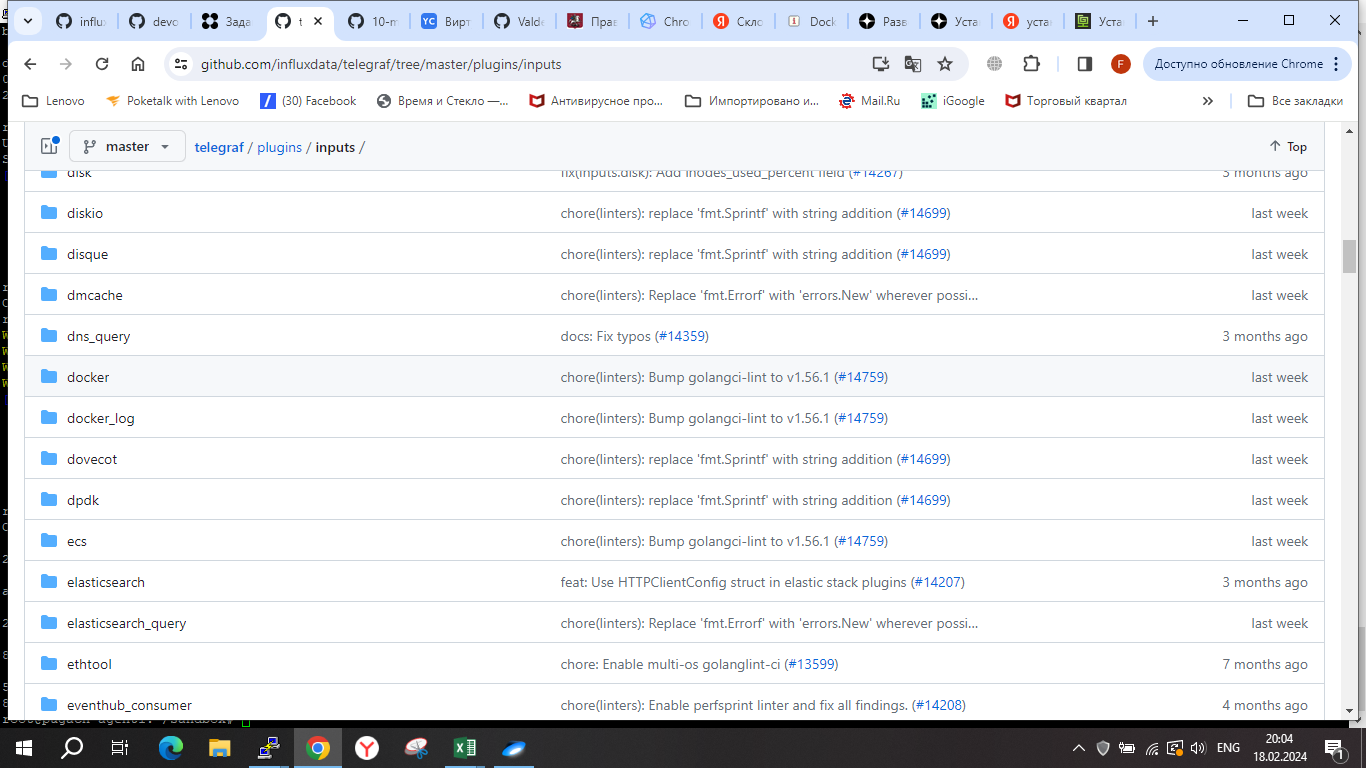 influx
devo
Зада
t
10-m
Вирт
Valde
Прав
Chro
Скло
Dock
Разв
Уста
уста
Уста
github.com/influxdata/telegraf/tree/master/plugins/inputs
F
Доступно обновление Chrome
Lenovo
Poketalk with Lenovo
(30) Facebook
Время и Стекло —...
Антивирусное про...
Импортировано и...
Mail.Ru
iGoogle
Торговый квартал
»
Все закладки
master
telegraf / plugins / inputs /
Top
disk fix(inputs.disk): Add inodes_used_percent field (#14267) 3 months ago
diskio chore(linters): replace 'fmt.Sprintf' with string addition (#14699) last week
disque chore(linters): replace 'fmt.Sprintf' with string addition (#14699) last week
dmcache chore(linters): Replace 'fmt.Errorf' with 'errors.New' wherever possi... last week
dns_query docs: Fix typos (#14359) 3 months ago
docker chore(linters): Bump golangci-lint to v1.56.1 (#14759) last week
docker_log chore(linters): Bump golangci-lint to v1.56.1 (#14759) last week
dovecot chore(linters): replace 'fmt.Sprintf' with string addition (#14699) last week
dpdk chore(linters): replace 'fmt.Sprintf' with string addition (#14699) last week
ecs chore(linters): Bump golangci-lint to v1.56.1 (#14759) last week
elasticsearch feat: Use HTTPClientConfig struct in elastic stack plugins (#14207) 3 months ago
elasticsearch_query chore(linters): Replace 'fmt.Errorf' with 'errors.New' wherever possi... last week
ethtool chore: Enable multi-os golanglint-ci (#13599) 7 months ago
eventhub_consumer chore(linters): Enable perfsprint linter and fix all findings. (#14208) 4 months ago
ENG
20:04
18.02.2024
1